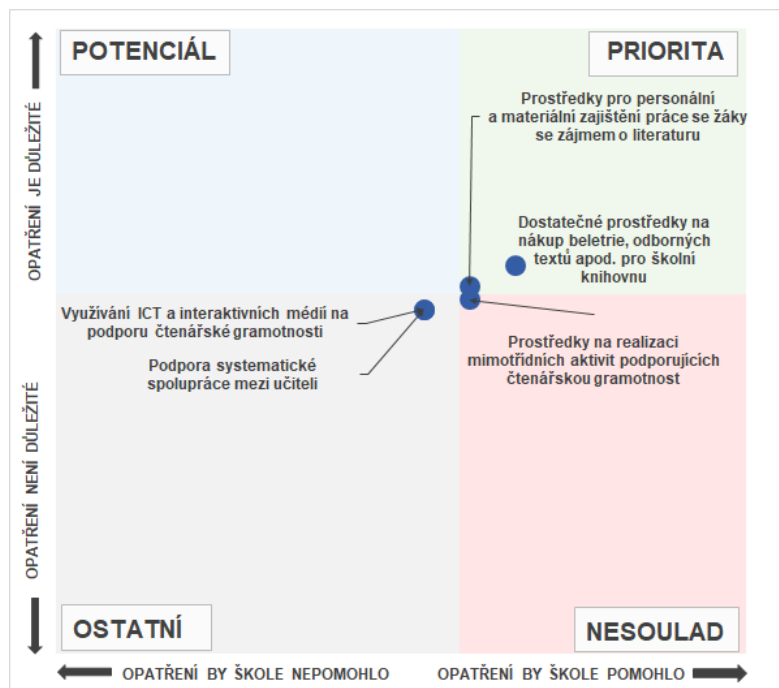 POTENCIÁL
PRIORITA
Prostředky pro personální
a materiální zajištění práce se žáky
se zájmem o literaturu
Dostatečné prostředky na
nákup beletrie, odborných
textů apod. pro školní
knihovnu
Využívání ICT a interaktivních médií na
podporu čtenářské gramotnosti
Podpora systematické
spolupráce mezi učiteli
Prostředky na realizaci
mimotřídních aktivit podporujících
čtenářskou gramotnost
OPATŘENÍ JE DŮLEŽITÉ
OPATŘENÍ NENÍ DŮLEŽITÉ
OSTATNÍ
NESOULAD
OPATŘENÍ BY ŠKOLE NEPOMOHLO
OPATŘENÍ BY ŠKOLE POMOHLO